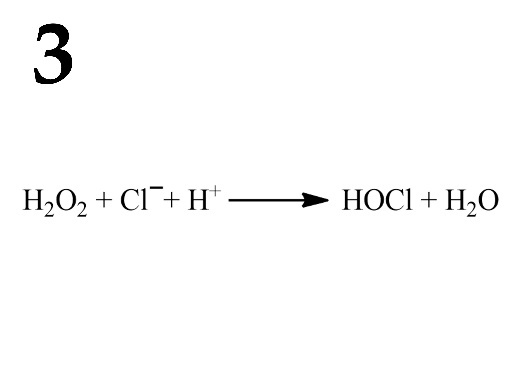 3
H₂O₂ + Cl⁻ + H⁺ ⟶ HOCl + H₂O